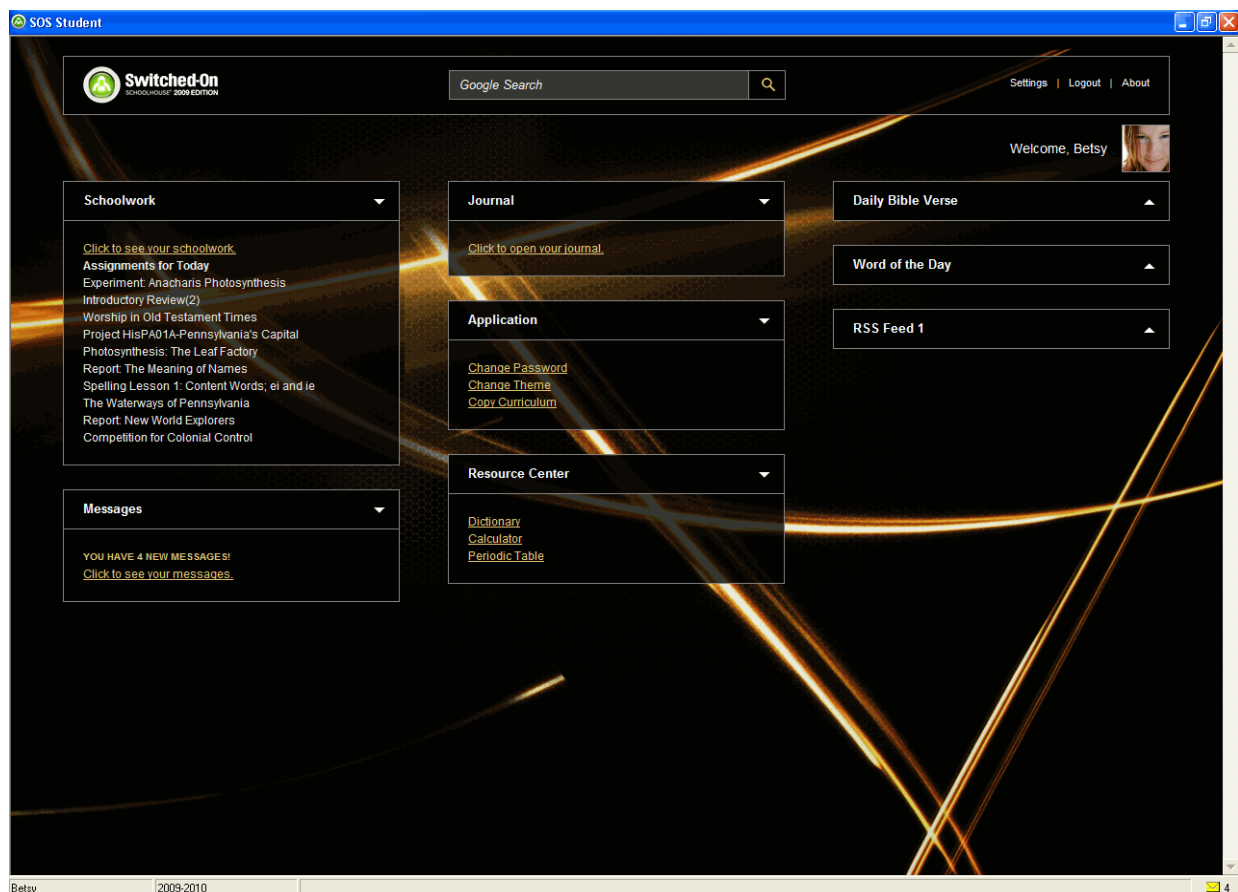 SOS Student
Switched-On
SCHOOLHOUSE® 2009 EDITION
Google Search
Settings | Logout | About
Welcome, Betsy
Schoolwork
Click to see your schoolwork.
Assignments for Today
Experiment: Anacharis Photosynthesis
Introductory Review(2)
Worship in Old Testament Times
Project HisPA01A-Pennsylvania's Capital
Photosynthesis: The Leaf Factory
Report: The Meaning of Names
Spelling Lesson 1: Content Words; ei and ie
The Waterways of Pennsylvania
Report: New World Explorers
Competition for Colonial Control
Messages
YOU HAVE 4 NEW MESSAGES!
Click to see your messages.
Journal
Click to open your journal.
Application
Change Password
Change Theme
Copy Curriculum
Resource Center
Dictionary
Calculator
Periodic Table
Daily Bible Verse
Word of the Day
RSS Feed 1
Betsy
2009-2010
4